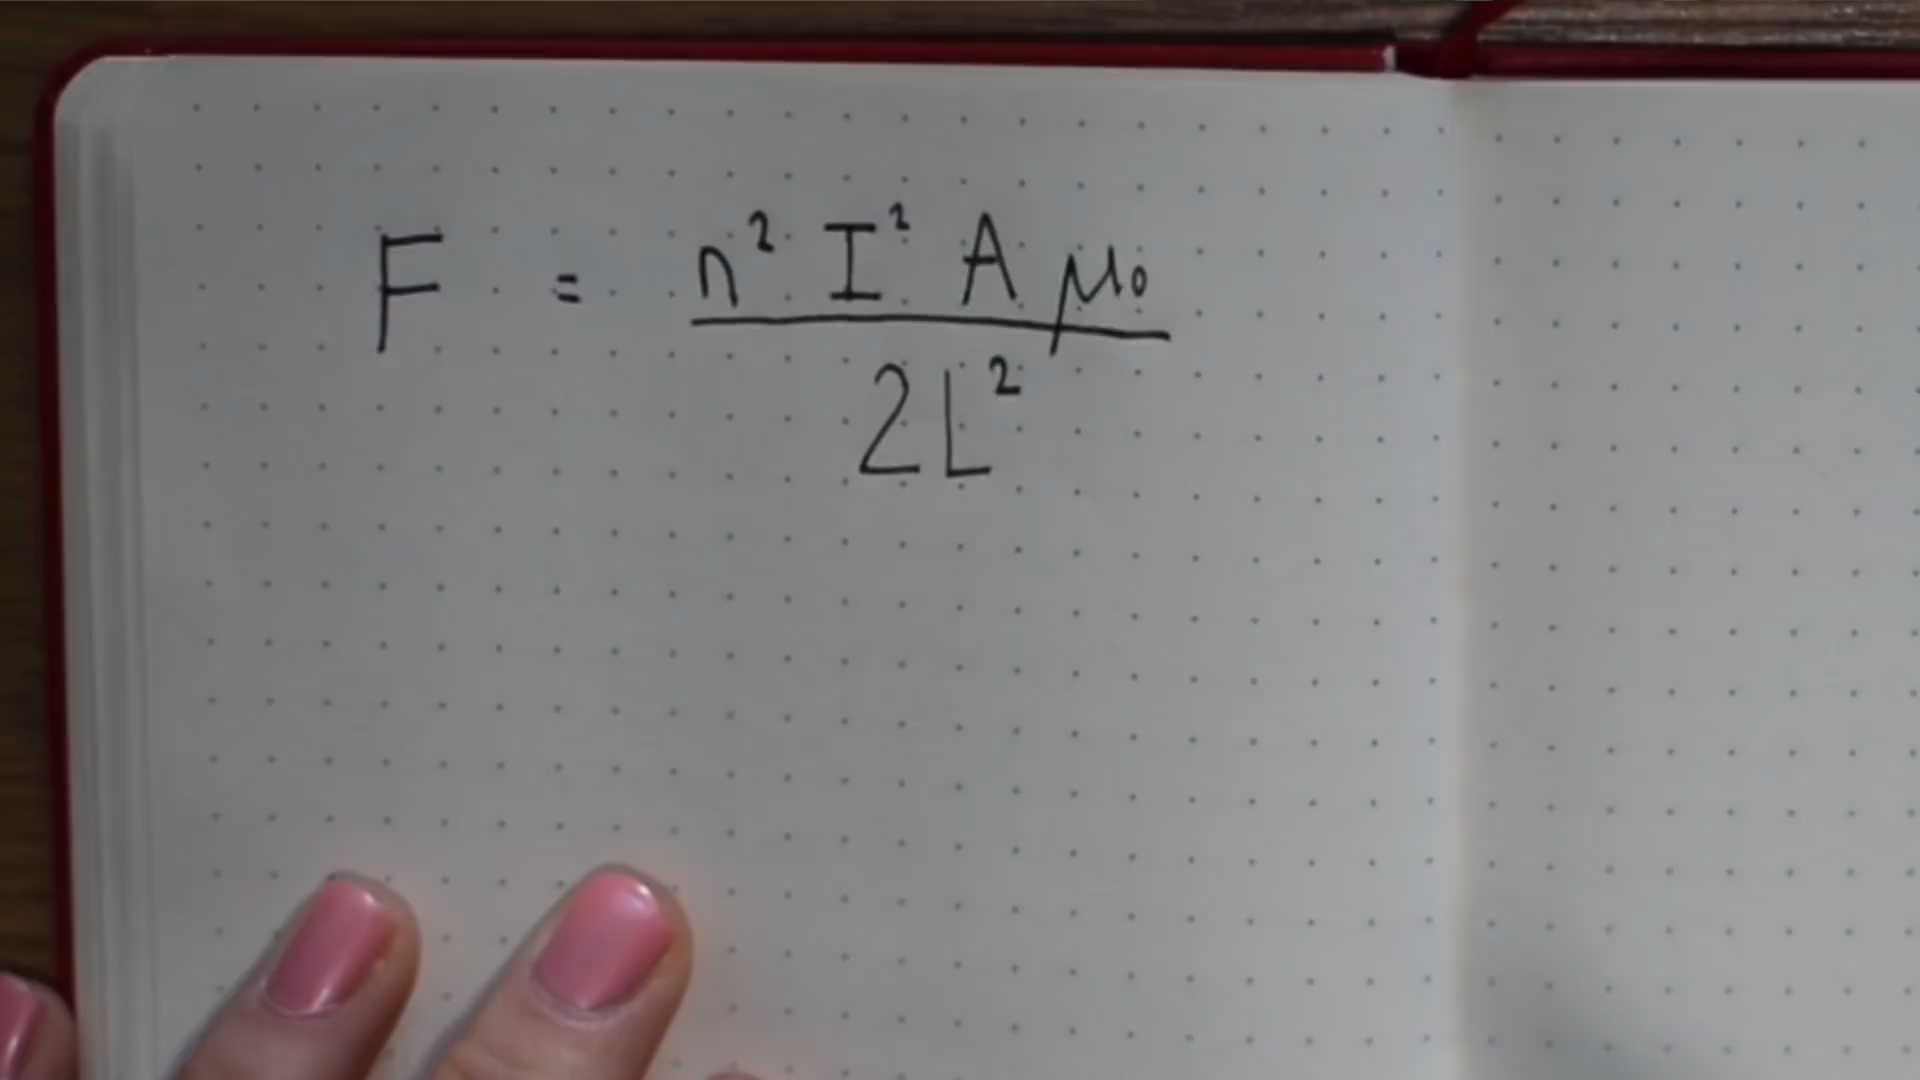 F = n² I² A μ₀
2L²